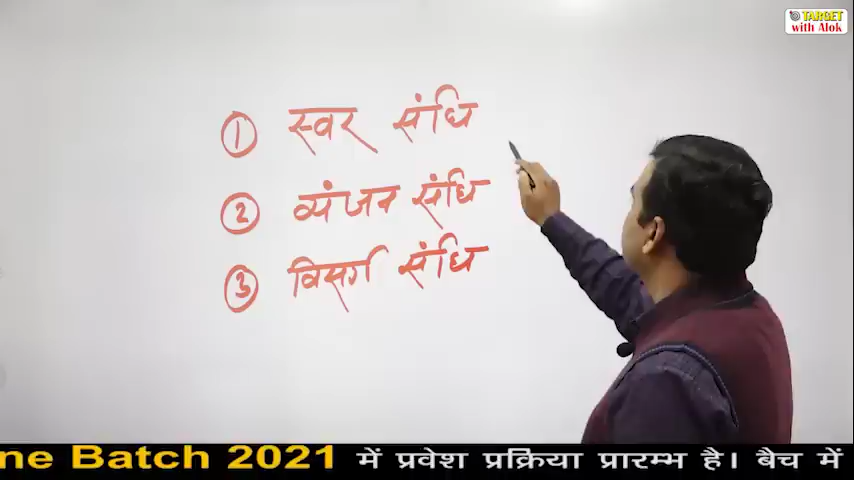 TARGET
with Alok
① स्वर संधि
② व्यंजन संधि
③ विसर्ग संधि
ne Batch 2021 में प्रवेश प्रक्रिया प्रारम्भ है। बैच में